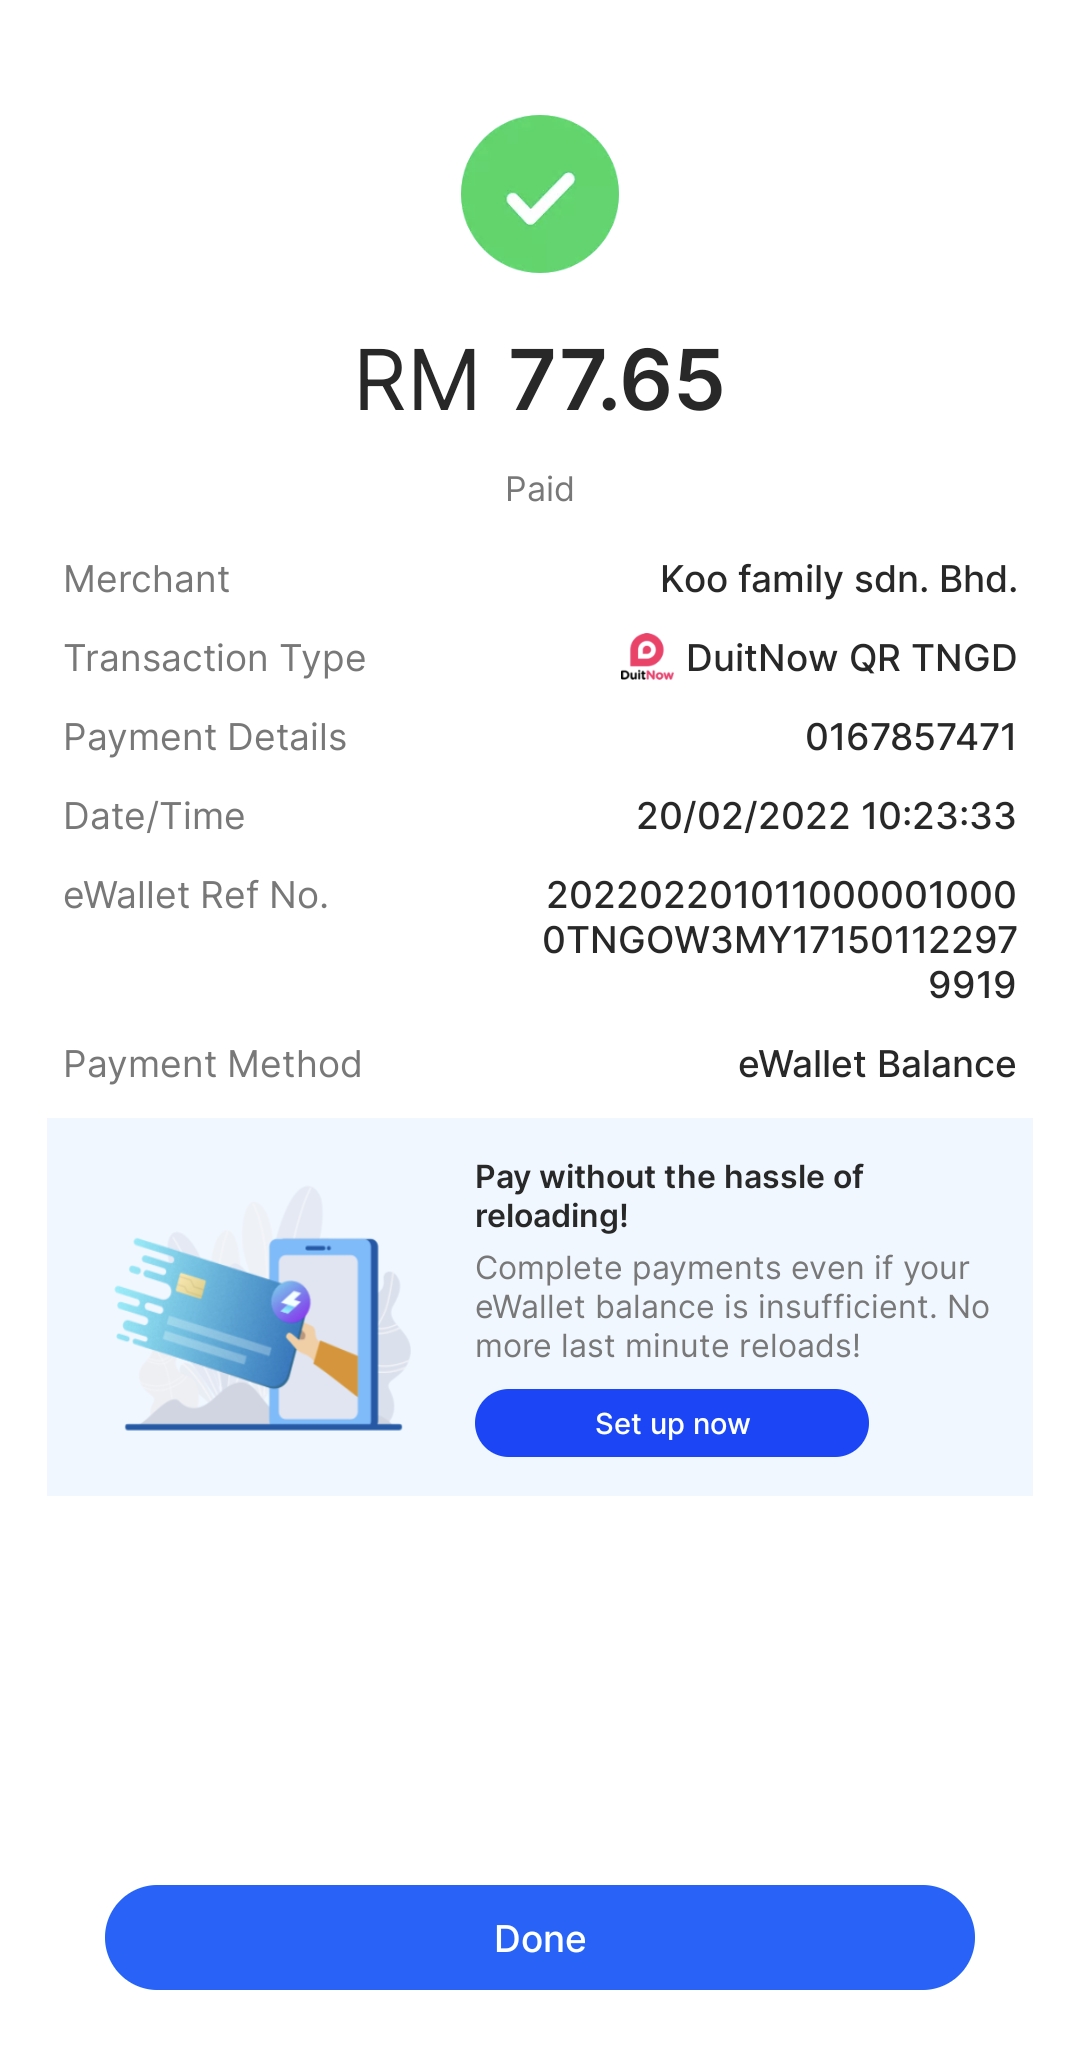 RM 77.65
Paid
Merchant Koo family sdn. Bhd.
Transaction Type DuitNow DuitNow QR TNGD
Payment Details 0167857471
Date/Time 20/02/2022 10:23:33
eWallet Ref No. 202202201011000001000
0TNGOW3MY17150112297
9919
Payment Method eWallet Balance
Pay without the hassle of
reloading!
Complete payments even if your
eWallet balance is insufficient. No
more last minute reloads!
Set up now
Done